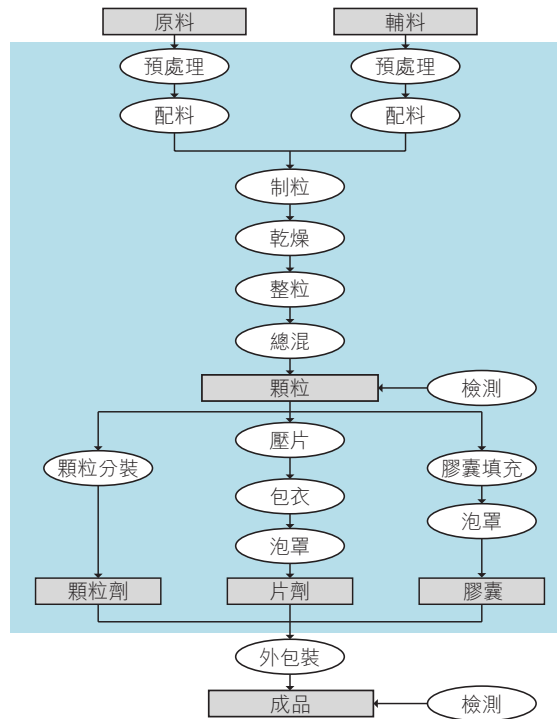 原料
輔料
預處理
預處理
配料
配料
制粒
乾燥
整粒
總混
顆粒
檢測
壓片
顆粒分裝
膠囊填充
包衣
泡罩
泡罩
顆粒劑
片劑
膠囊
外包裝
成品
檢測